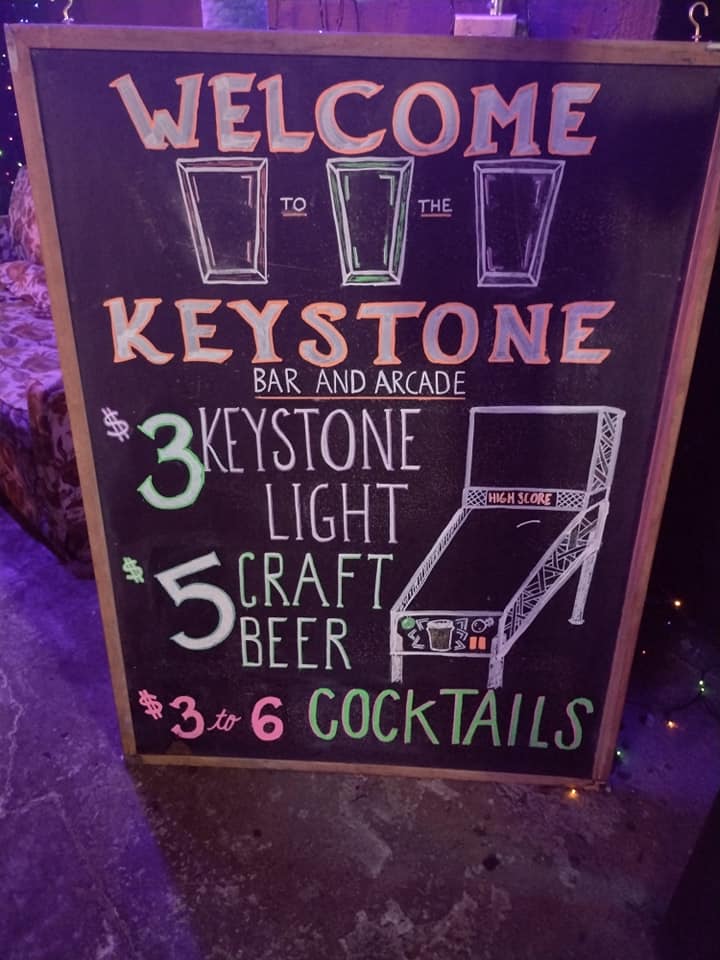 WELCOME
TO THE
KEYSTONE
BAR AND ARCADE
$3 KEYSTONE
LIGHT
HIGH SCORE
$5 CRAFT
BEER
$3 to 6 COCKTAILS